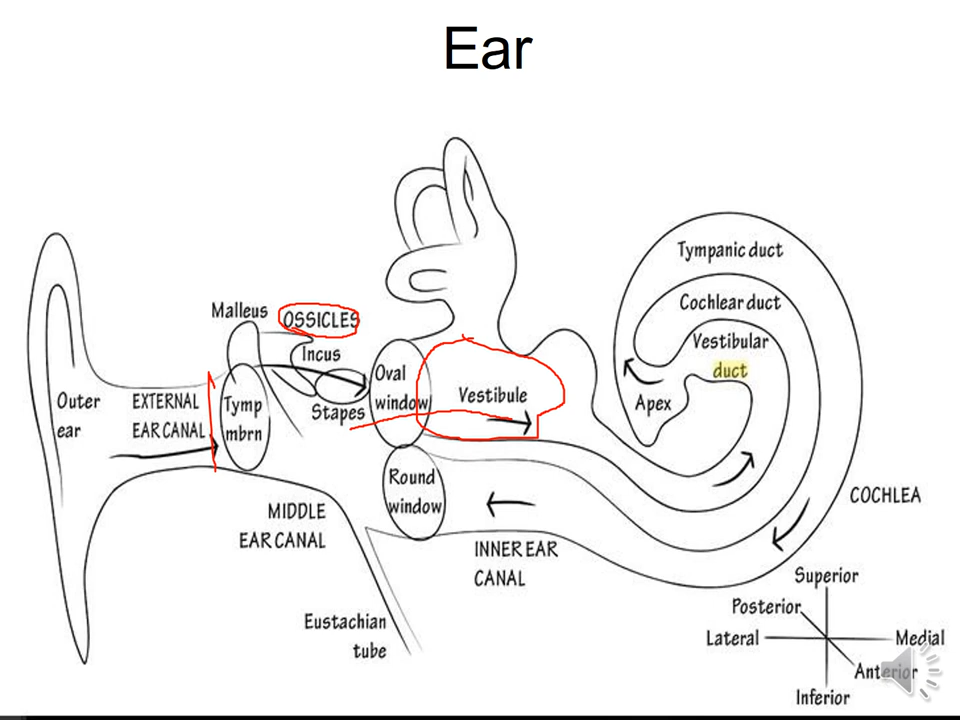 Ear
Tympanic duct
Cochlear duct
Vestibular
duct
Malleus
OSSICLES
Incus
Stapes
Oval
window
Vestibule
Apex
Outer
ear
EXTERNAL
EAR CANAL
Tymp
mbrn
Round
window
MIDDLE
EAR CANAL
INNER EAR
CANAL
COCHLEA
Eustachian
tube
Superior
Posterior
Lateral
Medial
Anterior
Inferior